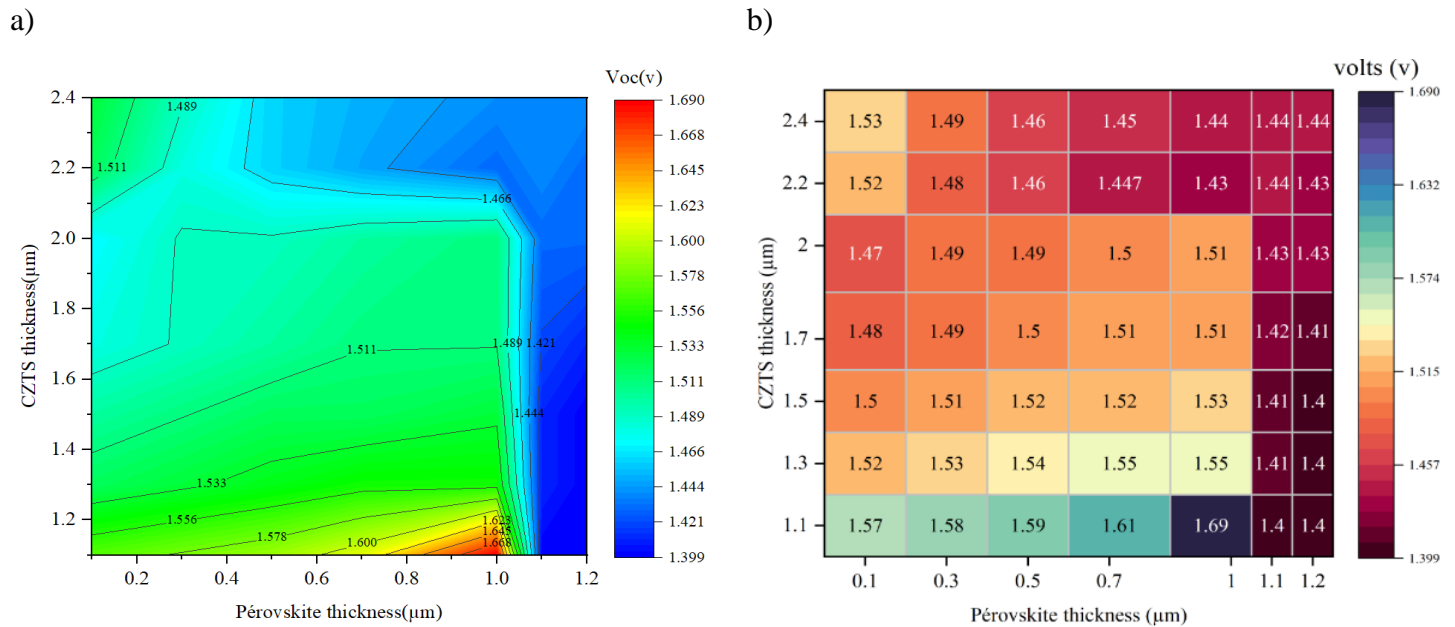 a)
b)
Voc(v)
2.4
2.2
2.0
1.8
1.6
1.4
1.2
CZTS thickness(µm)
0.2 0.4 0.6 0.8 1.0 1.2
Pérovskite thickness(µm)
1.489
1.511
1.466
1.511
1.489
1.421
1.444
1.533
1.556
1.578
1.600
1.623
1.645
1.668
1.690
1.668
1.645
1.623
1.600
1.578
1.556
1.533
1.511
1.489
1.466
1.444
1.421
1.399
volts (v)
CZTS thickness (µm)
2.4 1.53 1.49 1.46 1.45 1.44 1.44 1.44
2.2 1.52 1.48 1.46 1.447 1.43 1.44 1.43
2 1.47 1.49 1.49 1.5 1.51 1.43 1.43
1.7 1.48 1.49 1.5 1.51 1.51 1.42 1.41
1.5 1.5 1.51 1.52 1.52 1.53 1.41 1.4
1.3 1.52 1.53 1.54 1.55 1.55 1.41 1.4
1.1 1.57 1.58 1.59 1.61 1.69 1.4 1.4
0.1 0.3 0.5 0.7 1 1.1 1.2
Pérovskite thickness (µm)
1.690
1.632
1.574
1.515
1.457
1.399